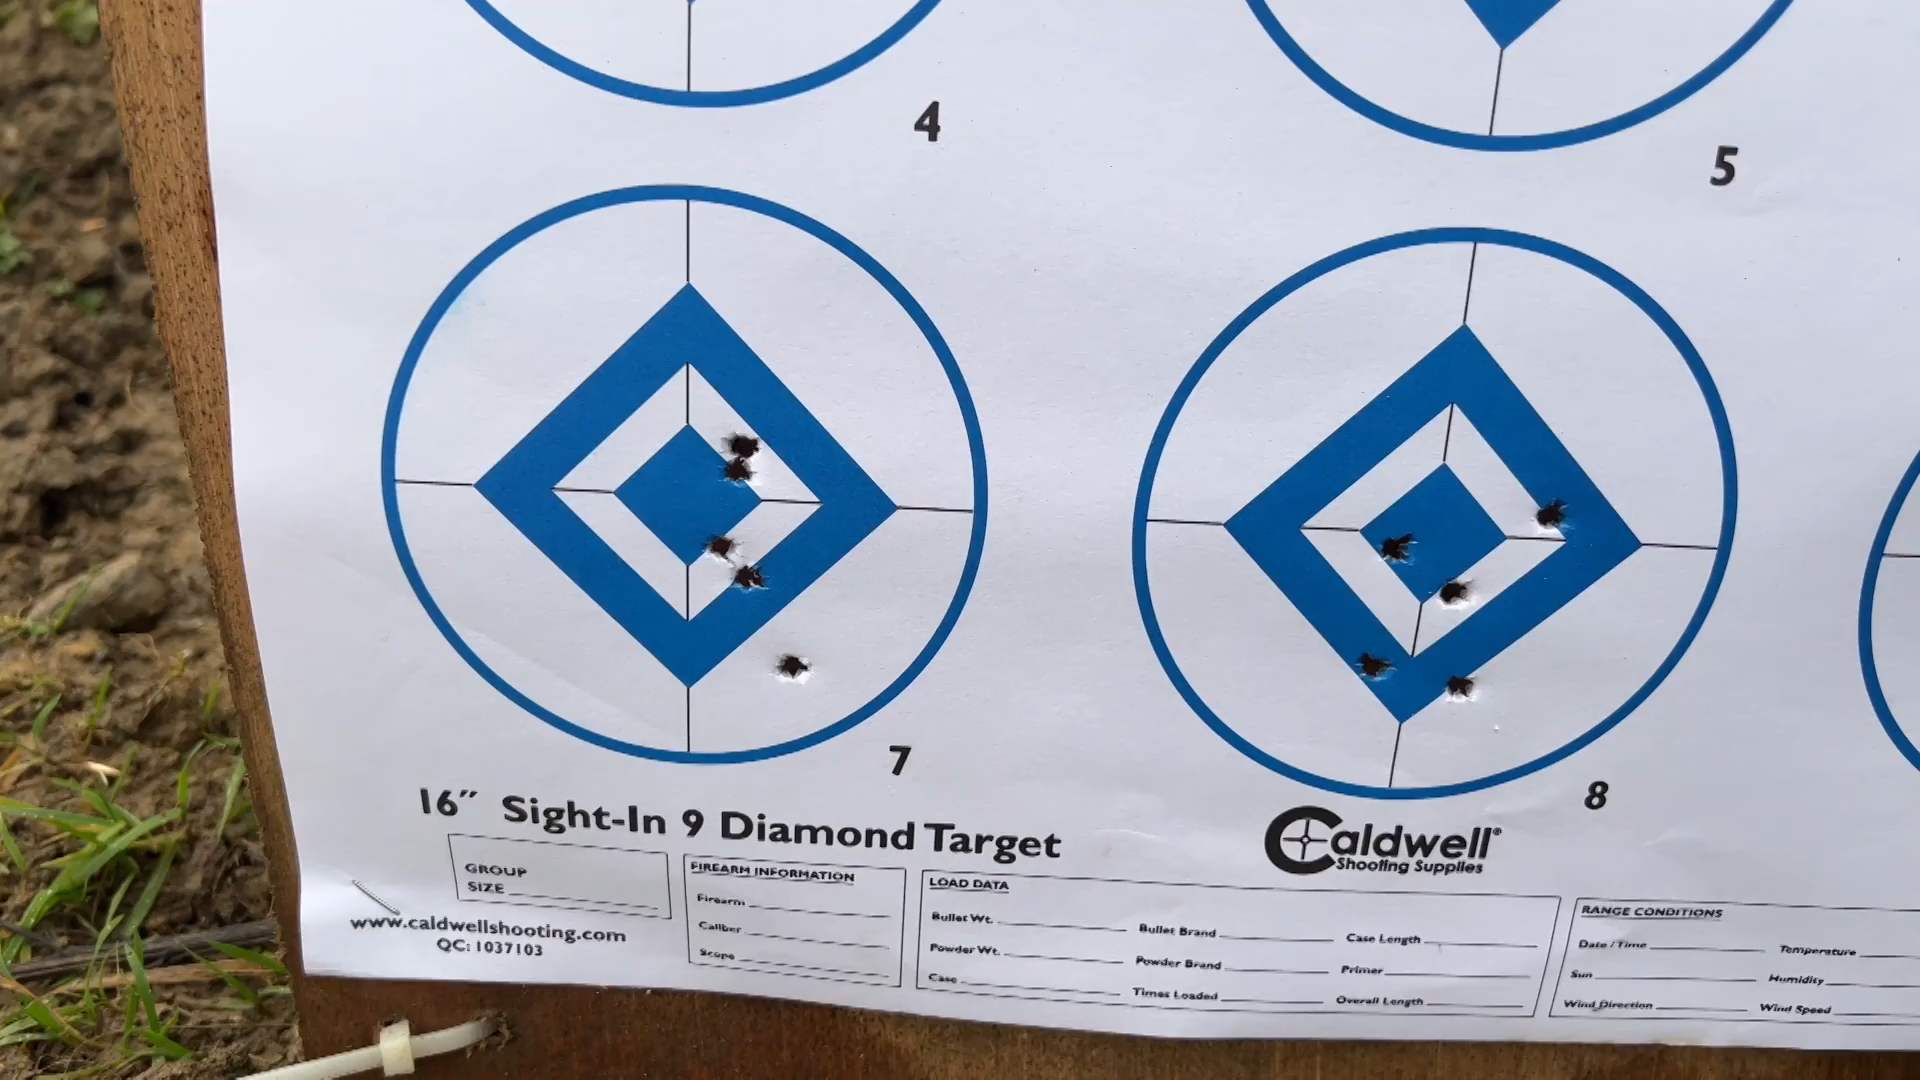 4
5
7
8
16″ Sight-In 9 Diamond Target
Caldwell®
Shooting Supplies
GROUP
SIZE
www.caldwellshooting.com
QC: 1037103
FIREARM INFORMATION
Firearm
Caliber
Scope
LOAD DATA
Bullet Wt. Bullet Brand Case Length
Powder Wt. Powder Brand Primer
Case Times Loaded Overall Length
RANGE CONDITIONS
Date / Time Temperature
Sun Humidity
Wind Direction Wind Speed